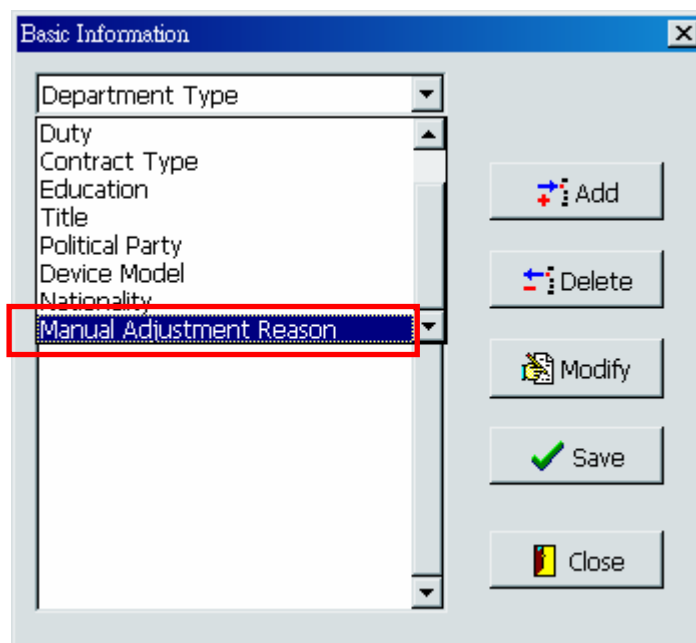 Basic Information
Department Type
Duty
Contract Type
Education
Title
Political Party
Device Model
Nationality
Manual Adjustment Reason
Add
Delete
Modify
Save
Close